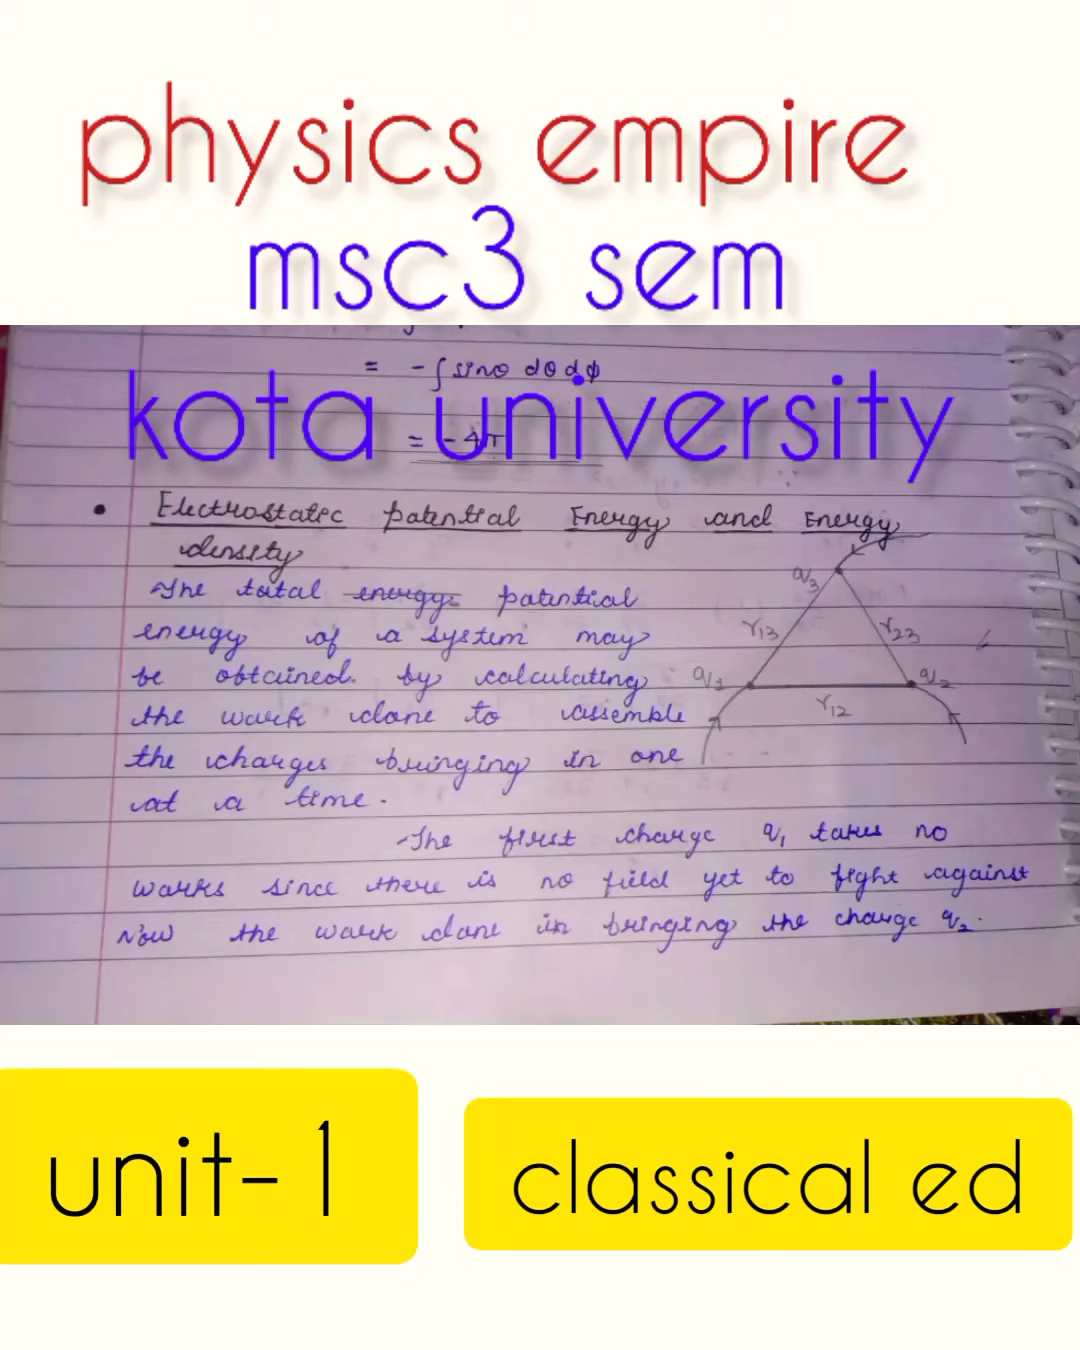 physics empire
msc3 sem
= -∫ sinθ dθ dϕ
kota university
= -4π
• Electrostatic potential Energy and Energy
density
The total energy potential
energy of a system may
be obtained. by calculating
the work done to assemble
the charges bringing in one
at a time.
q3
r13 r23
q1 q2
r12
The first charge q1 takes no
works since there is no field yet to fight against
Now the work done in bringing the charge q2.
unit- 1
classical ed